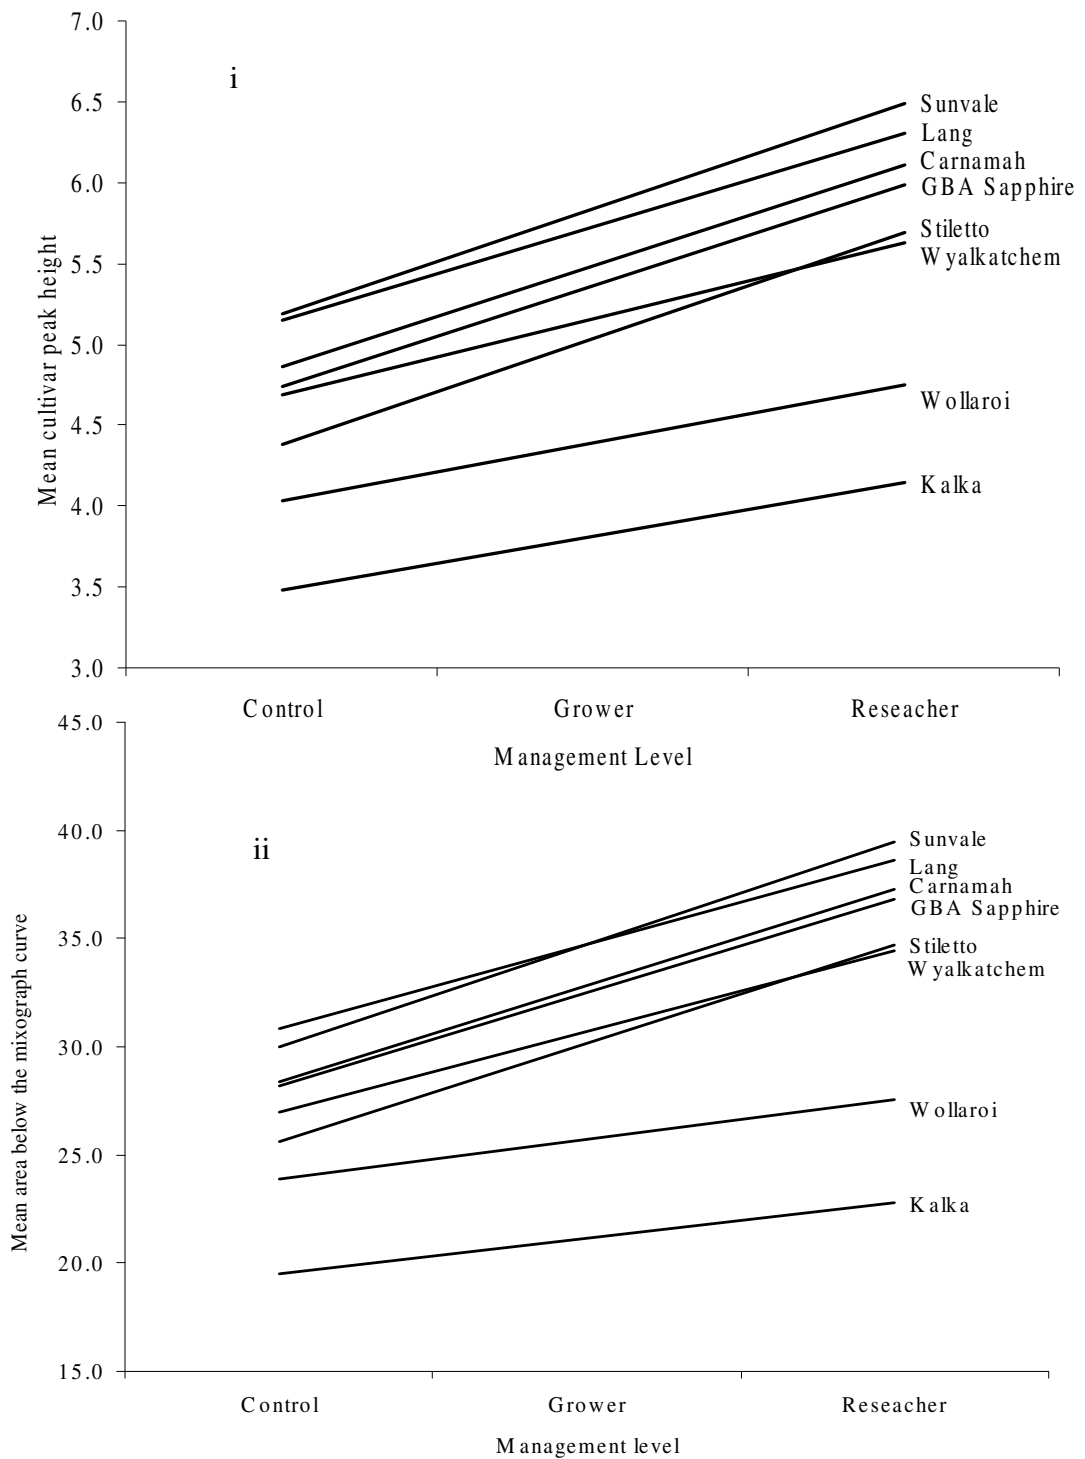 7.0
i
6.5
Sunvale
Lang
Carnamah
6.0
GBA Sapphire
Stiletto
5.5
Wyalkatchem
Mean cultivar peak height
5.0
4.5
Wollaroi
4.0
Kalka
3.5
3.0
Control Grower Reseacher
Management Level
45.0
40.0
ii
Sunvale
Lang
Carnamah
GBA Sapphire
35.0
Stiletto
Wyalkatchem
Mean area below the mixograph curve
30.0
25.0
Wollaroi
Kalka
20.0
15.0
Control Grower Reseacher
Management level